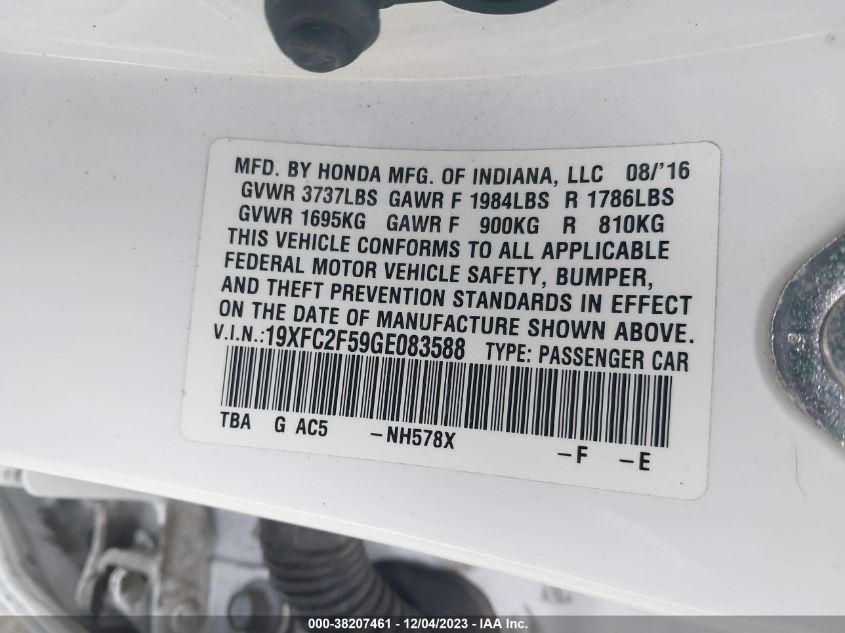 MFD. BY HONDA MFG. OF INDIANA, LLC 08/'16
GVWR 3737LBS GAWR F 1984LBS R 1786LBS
GVWR 1695KG GAWR F 900KG R 810KG
THIS VEHICLE CONFORMS TO ALL APPLICABLE
FEDERAL MOTOR VEHICLE SAFETY, BUMPER,
AND THEFT PREVENTION STANDARDS IN EFFECT
ON THE DATE OF MANUFACTURE SHOWN ABOVE.
V.I.N.:19XFC2F59GE083588 TYPE: PASSENGER CAR
TBA G AC5 -NH578X -F -E
000-38207461 - 12/04/2023 - IAA Inc.